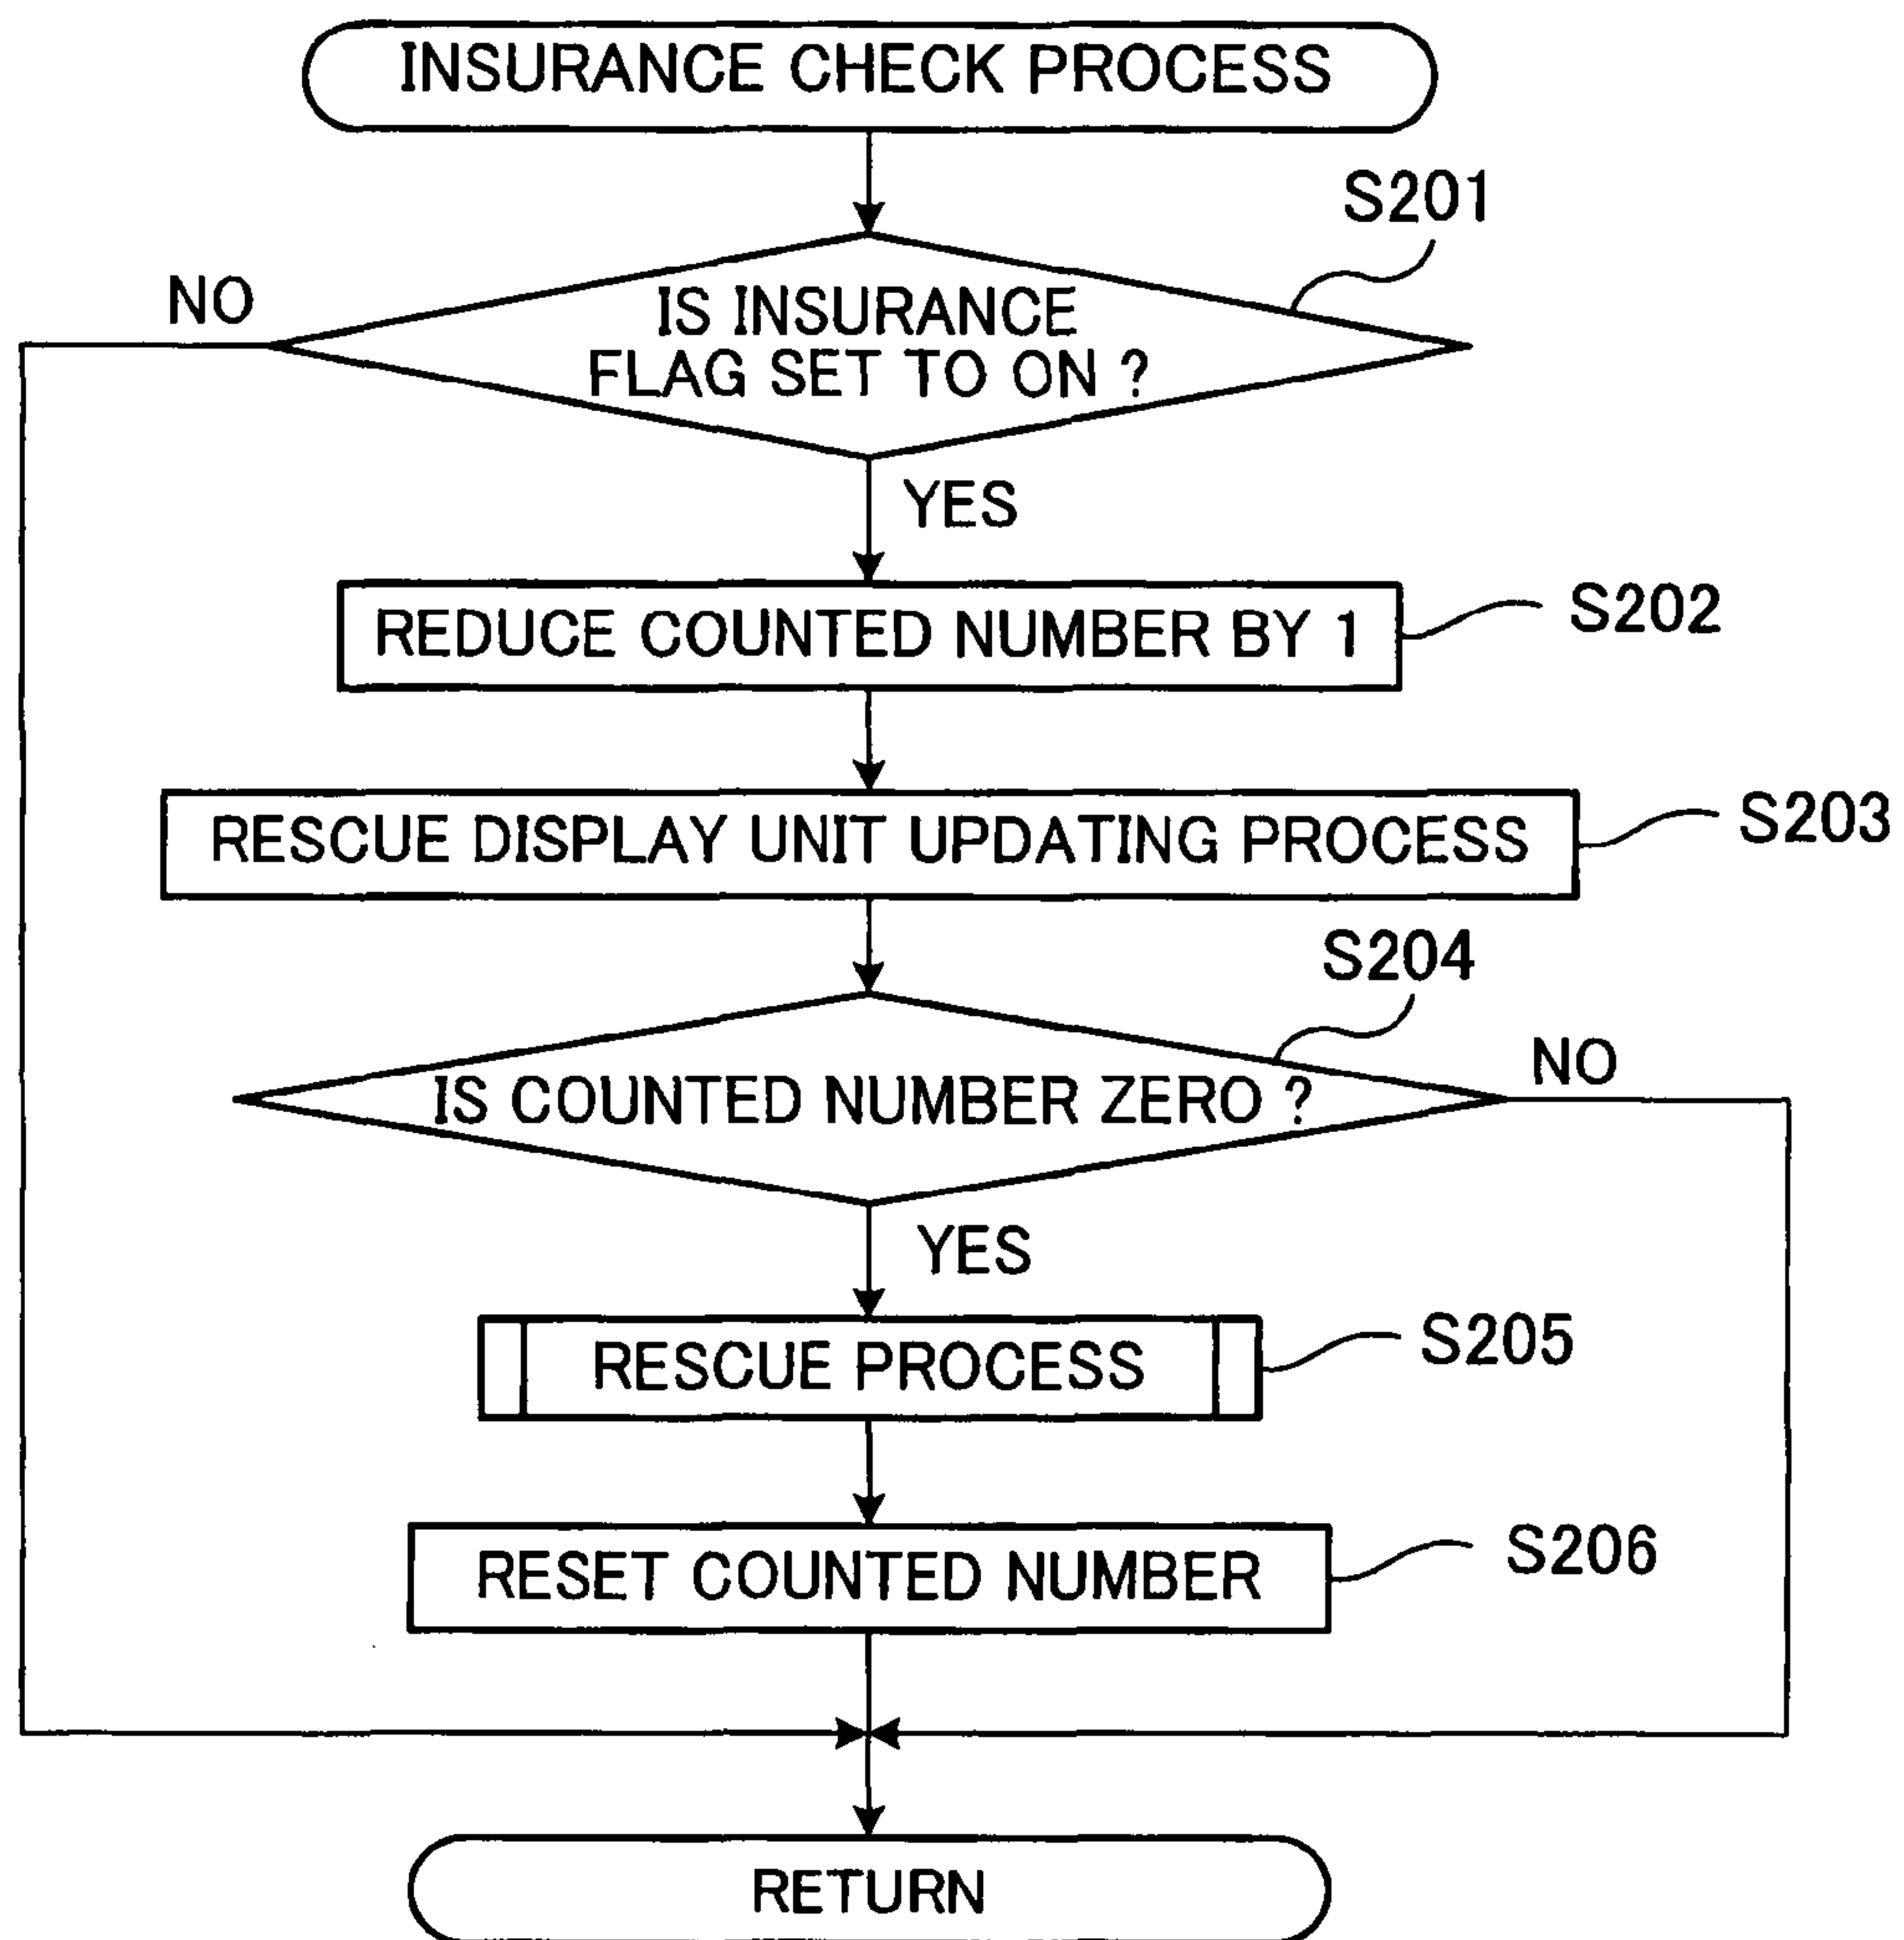 INSURANCE CHECK PROCESS
S201
NO
IS INSURANCE
FLAG SET TO ON ?
YES
REDUCE COUNTED NUMBER BY 1
S202
RESCUE DISPLAY UNIT UPDATING PROCESS
S203
S204
NO
IS COUNTED NUMBER ZERO ?
YES
RESCUE PROCESS
S205
RESET COUNTED NUMBER
S206
RETURN